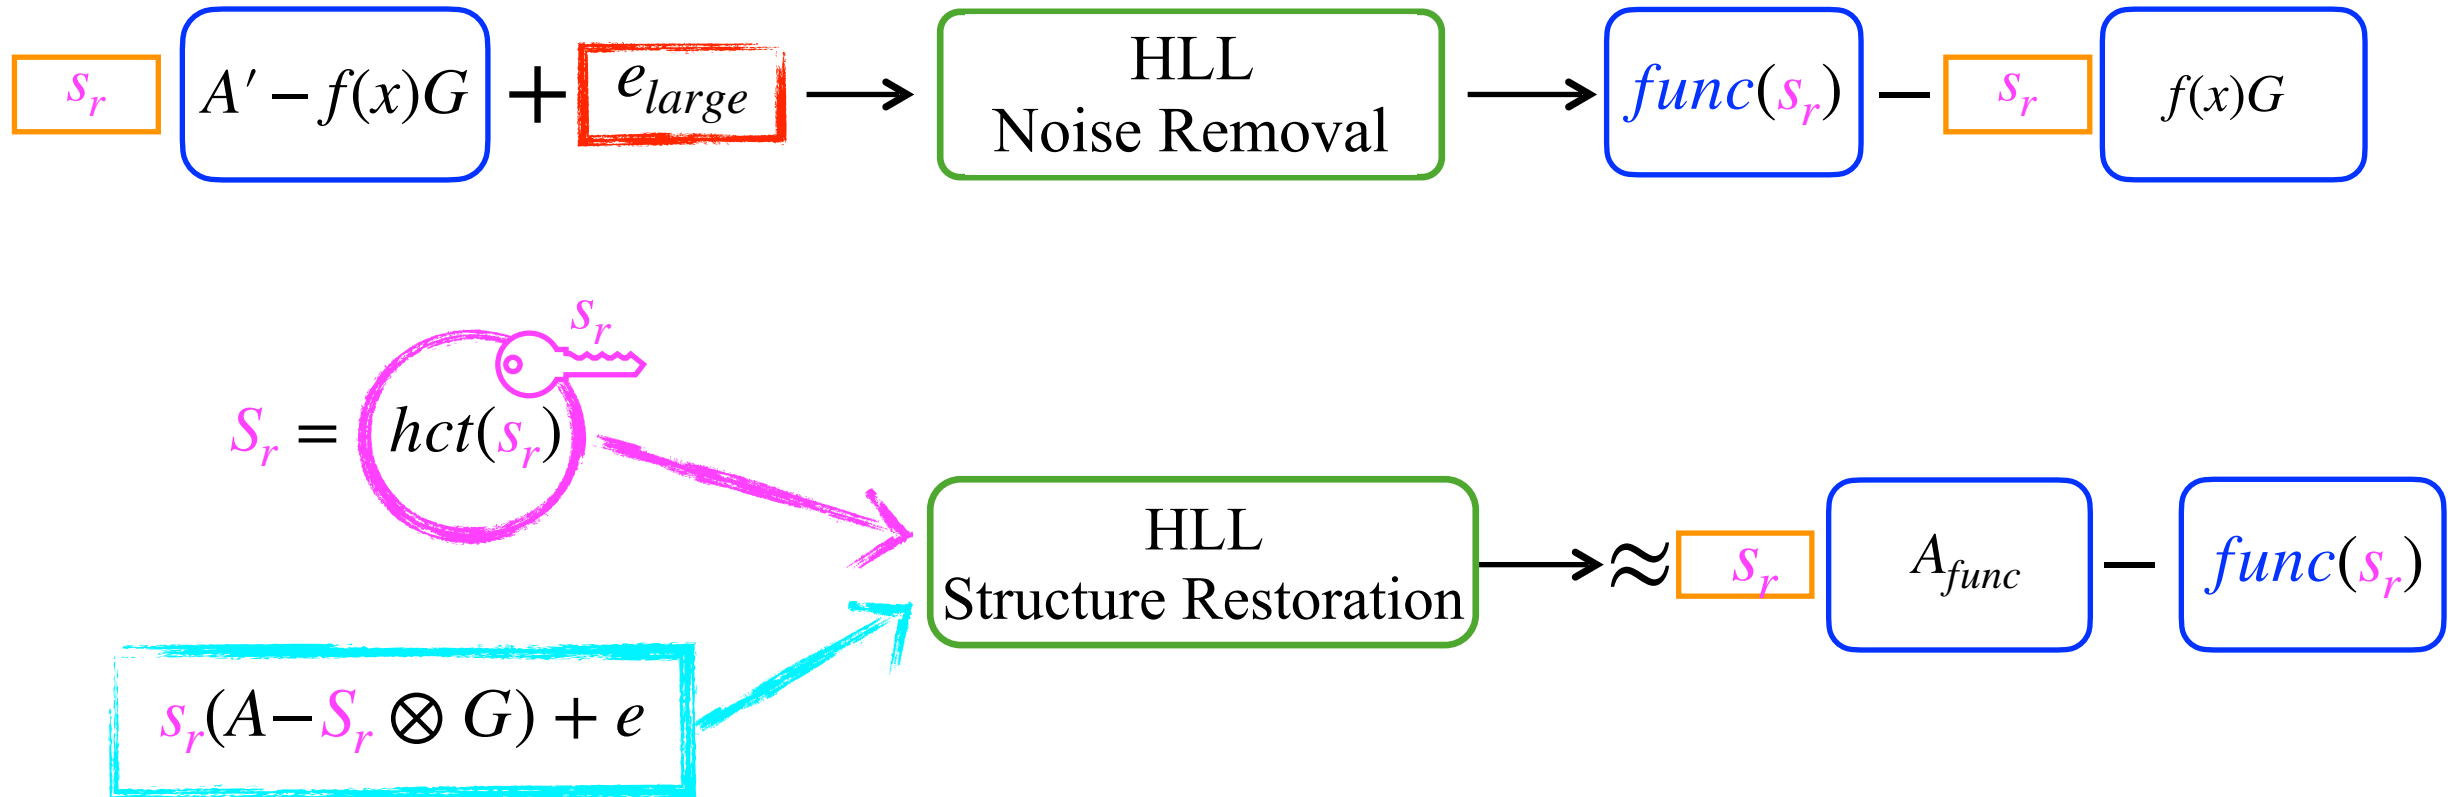 s_r A′ − f(x)G + e_large → HLL Noise Removal → func(s_r) − s_r f(x)G
s_r
S_r = hct(s_r)
HLL
Structure Restoration → ≈ s_r A_func − func(s_r)
s_r(A − S_r ⊗ G) + e